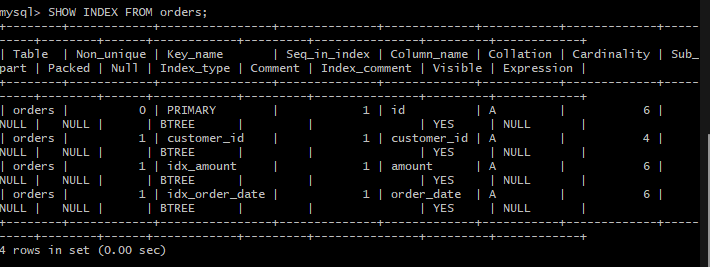 mysql> SHOW INDEX FROM orders;
| Table | Non_unique | Key_name | Seq_in_index | Column_name | Collation | Cardinality | Sub_
part | Packed | Null | Index_type | Comment | Index_comment | Visible | Expression |
| orders | 0 | PRIMARY | 1 | id | A | 6 |
NULL | NULL | | BTREE | | | YES | NULL |
| orders | 1 | customer_id | 1 | customer_id | A | 4 |
NULL | NULL | | BTREE | | | YES | NULL |
| orders | 1 | idx_amount | 1 | amount | A | 6 |
NULL | NULL | | BTREE | | | YES | NULL |
| orders | 1 | idx_order_date | 1 | order_date | A | 6 |
NULL | NULL | | BTREE | | | YES | NULL |
4 rows in set (0.00 sec)